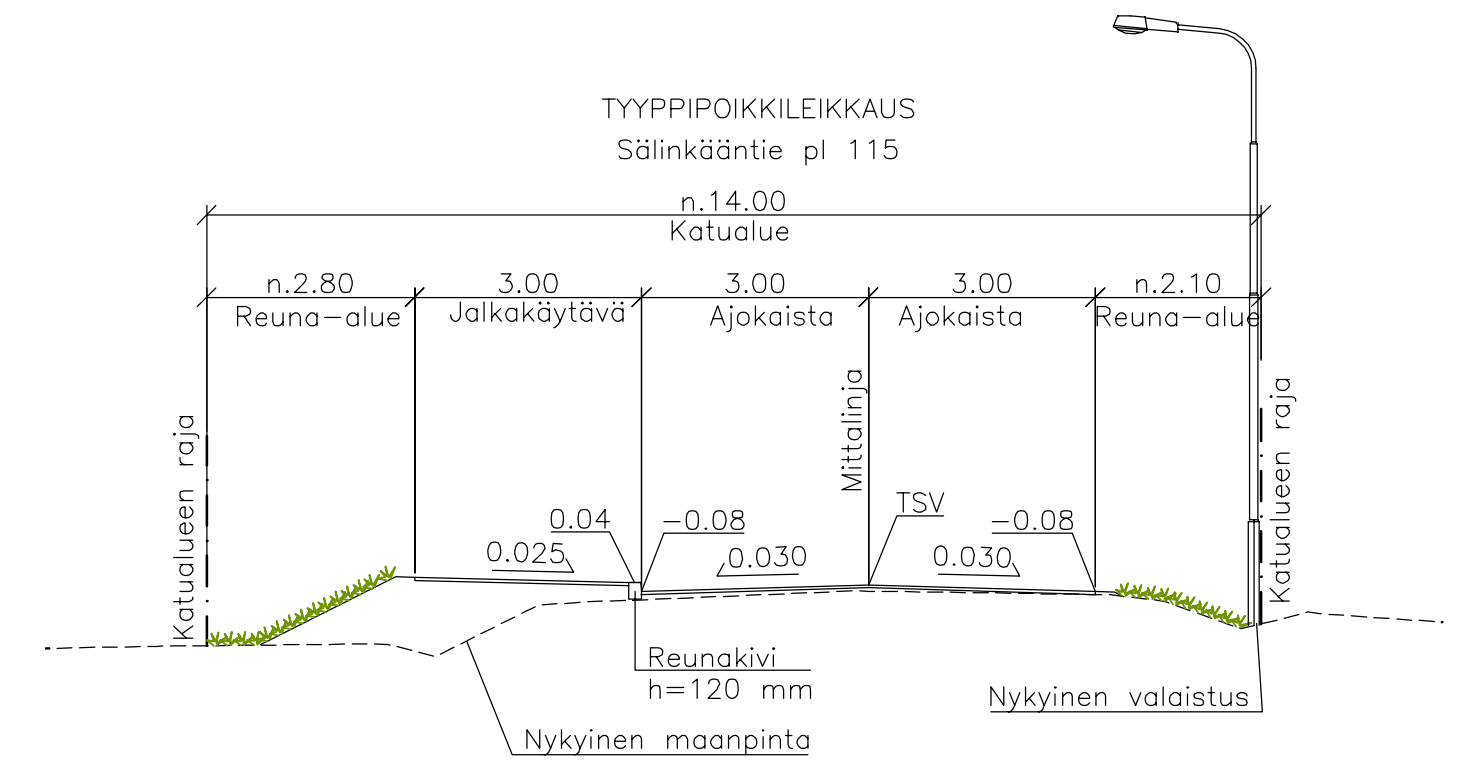 TYYPPIPOIKKILEIKKAUS
Sälinkääntie pl 115
n.14.00
Katualue
n.2.80
3.00
3.00
3.00
n.2.10
Reuna-alue
Jalkakäytävä
Ajokaista
Ajokaista
Reuna-alue
Katualueen raja
Mittalinja
Katualueen raja
0.04
-0.08
TSV
-0.08
0.025
0.030
0.030
Reunakivi
h=120 mm
Nykyinen valaistus
Nykyinen maanpinta